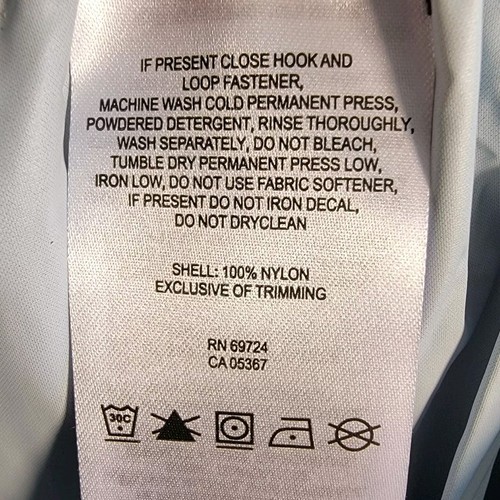 IF PRESENT CLOSE HOOK AND
LOOP FASTENER,
MACHINE WASH COLD PERMANENT PRESS,
POWDERED DETERGENT, RINSE THOROUGHLY,
WASH SEPARATELY, DO NOT BLEACH,
TUMBLE DRY PERMANENT PRESS LOW,
IRON LOW, DO NOT USE FABRIC SOFTENER,
IF PRESENT DO NOT IRON DECAL,
DO NOT DRYCLEAN
SHELL: 100% NYLON
EXCLUSIVE OF TRIMMING
RN 69724
CA 05367
30C